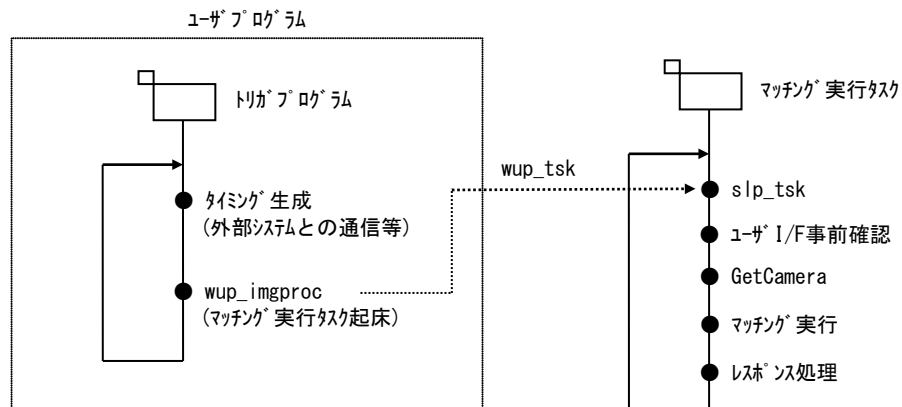 ﾕｰｻﾞﾌﾟﾛｸﾞﾗﾑ
ﾄﾘｶﾞﾌﾟﾛｸﾞﾗﾑ
ﾏｯﾁﾝｸﾞ実行ﾀｽｸ
wup_tsk
ﾀｲﾐﾝｸﾞ生成
(外部ｼｽﾃﾑとの通信等)
slp_tsk
ﾕｰｻﾞI/F事前確認
wup_imgproc
(ﾏｯﾁﾝｸﾞ実行ﾀｽｸ起床)
GetCamera
ﾏｯﾁﾝｸﾞ実行
ﾚｽﾎﾟﾝｽ処理